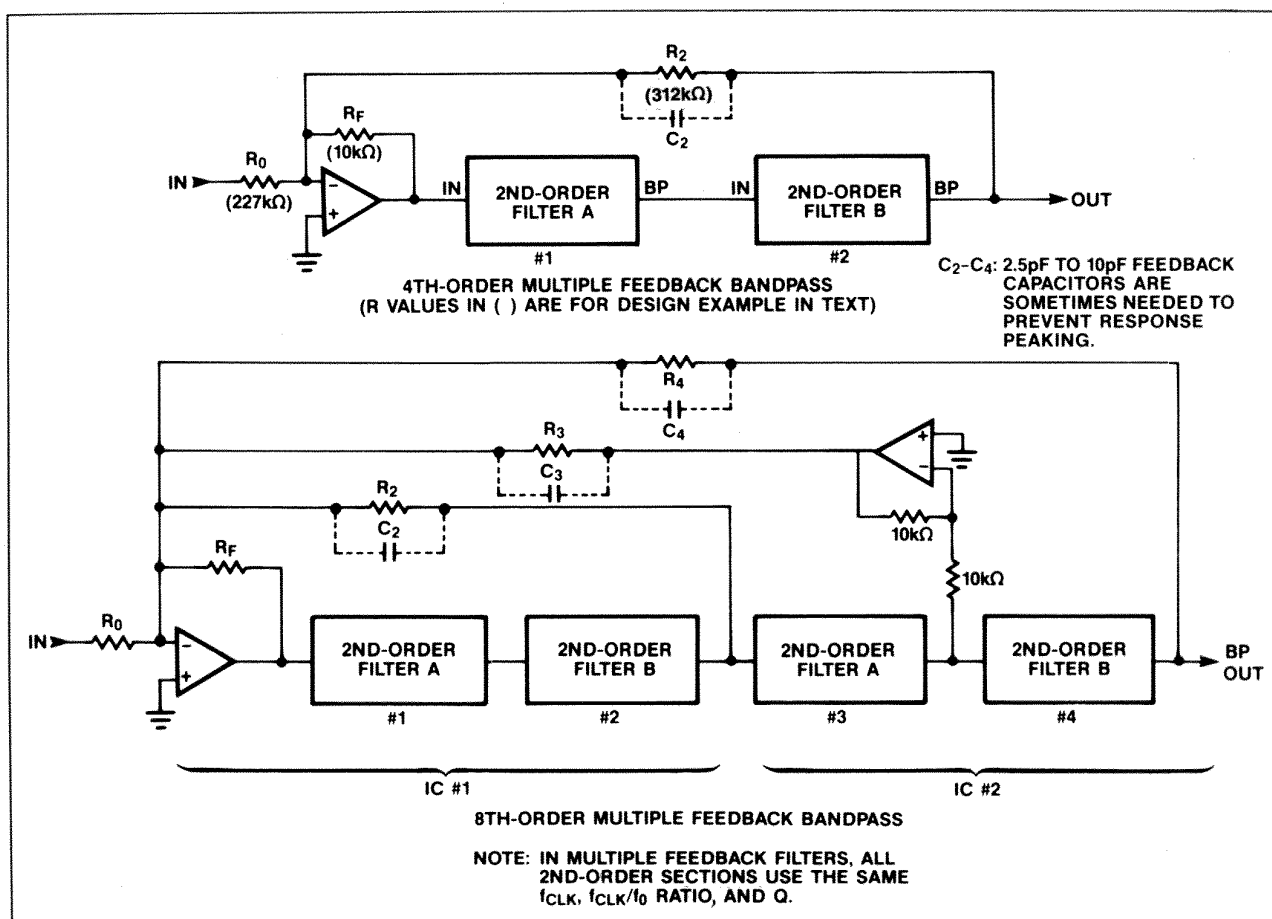 R2
(312kΩ)
C2
RF
(10kΩ)
R0
IN
(227kΩ)
−
+
IN
2ND-ORDER
FILTER A
BP
#1
IN
2ND-ORDER
FILTER B
BP
#2
OUT
4TH-ORDER MULTIPLE FEEDBACK BANDPASS
(R VALUES IN ( ) ARE FOR DESIGN EXAMPLE IN TEXT)
C2–C4: 2.5pF TO 10pF FEEDBACK
CAPACITORS ARE
SOMETIMES NEEDED TO
PREVENT RESPONSE
PEAKING.
R4
C4
R3
C3
+
−
R2
C2
10kΩ
10kΩ
RF
R0
IN
−
+
2ND-ORDER
FILTER A
#1
2ND-ORDER
FILTER B
#2
2ND-ORDER
FILTER A
#3
2ND-ORDER
FILTER B
#4
BP
OUT
IC #1
IC #2
8TH-ORDER MULTIPLE FEEDBACK BANDPASS
NOTE: IN MULTIPLE FEEDBACK FILTERS, ALL
2ND-ORDER SECTIONS USE THE SAME
fCLK, fCLK/f0 RATIO, AND Q.